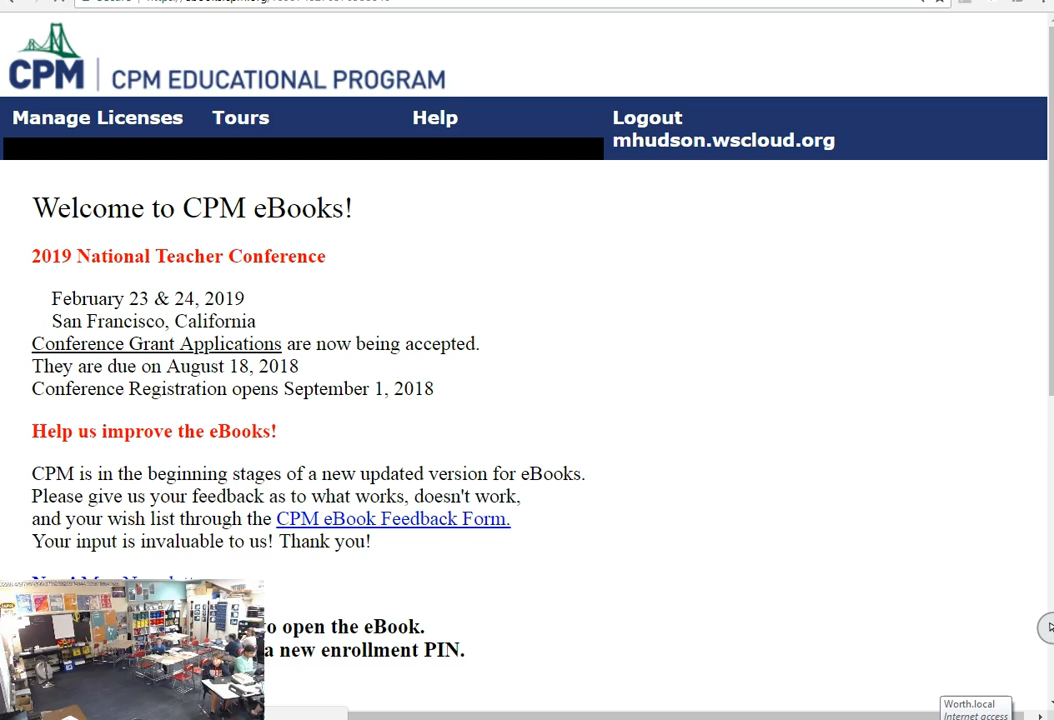 CPM
CPM EDUCATIONAL PROGRAM
Manage Licenses Tours Help Logout
mhudson.wscloud.org
Welcome to CPM eBooks!
2019 National Teacher Conference
February 23 & 24, 2019
San Francisco, California
Conference Grant Applications are now being accepted.
They are due on August 18, 2018
Conference Registration opens September 1, 2018
Help us improve the eBooks!
CPM is in the beginning stages of a new updated version for eBooks.
Please give us your feedback as to what works, doesn't work,
and your wish list through the CPM eBook Feedback Form.
Your input is invaluable to us! Thank you!
to open the eBook.
a new enrollment PIN.
Worth.local
Internet access